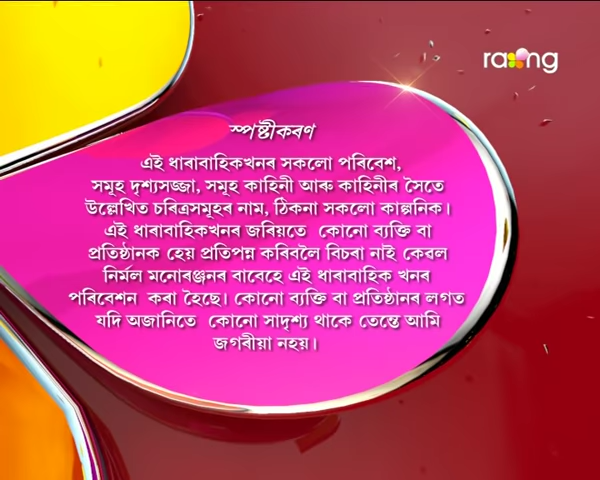 rang
স্পষ্টীকৰণ
এই ধাৰাবাহিকখনৰ সকলো পৰিবেশ,
সমূহ দৃশ্যসজ্জা, সমূহ কাহিনী আৰু কাহিনীৰ সৈতে
উল্লেখিত চৰিত্ৰসমূহৰ নাম, ঠিকনা সকলো কাল্পনিক।
এই ধাৰাবাহিকখনৰ জৰিয়তে কোনো ব্যক্তি বা
প্ৰতিষ্ঠানক হেয় প্ৰতিপন্ন কৰিবলৈ বিচৰা নাই কেৱল
নিৰ্মল মনোৰঞ্জনৰ বাবেহে এই ধাৰাবাহিক খনৰ
পৰিবেশন কৰা হৈছে। কোনো ব্যক্তি বা প্ৰতিষ্ঠানৰ লগত
যদি অজানিতে কোনো সাদৃশ্য থাকে তেন্তে আমি
জগৰীয়া নহয়।